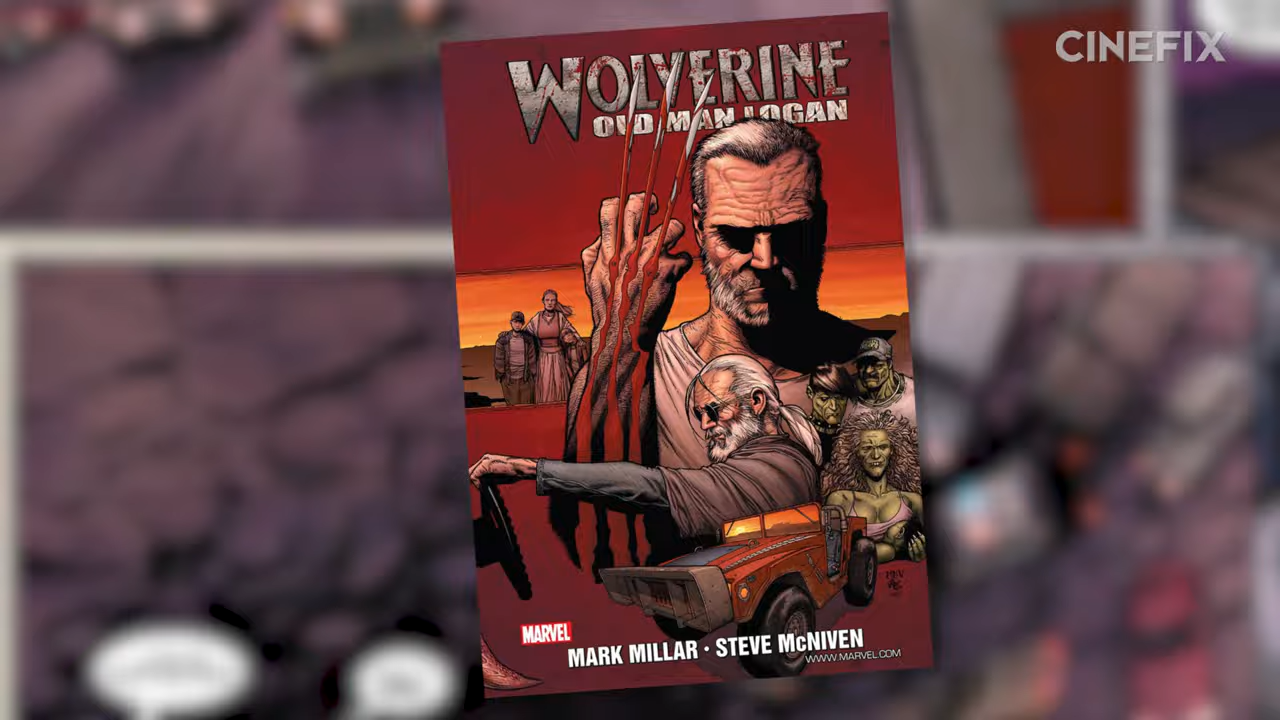 CINEFIX
WOLVERINE
OLD MAN LOGAN
MARVEL
MARK MILLAR • STEVE McNIVEN
WWW.MARVEL.COM